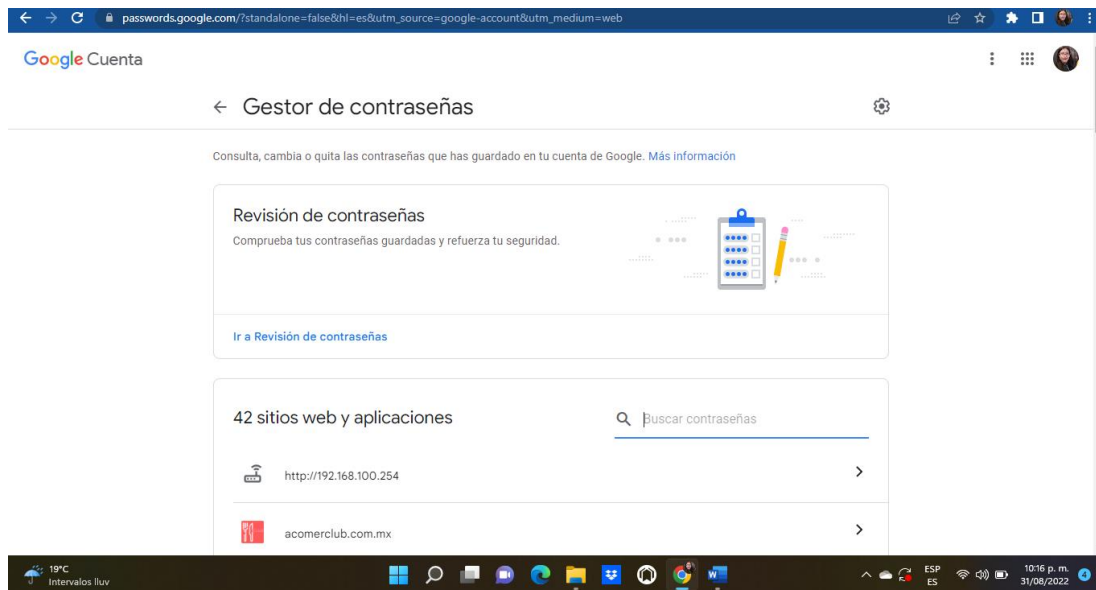 passwords.google.com/?standalone=false&hl=es&utm_source=google-account&utm_medium=web
Google Cuenta
Gestor de contraseñas
Consulta, cambia o quita las contraseñas que has guardado en tu cuenta de Google. Más información
Revisión de contraseñas
Comprueba tus contraseñas guardadas y refuerza tu seguridad.
Ir a Revisión de contraseñas
42 sitios web y aplicaciones
Buscar contraseñas
http://192.168.100.254
acomerclub.com.mx
19°C
Intervalos lluv
ESP
ES
10:16 p. m.
31/08/2022
4